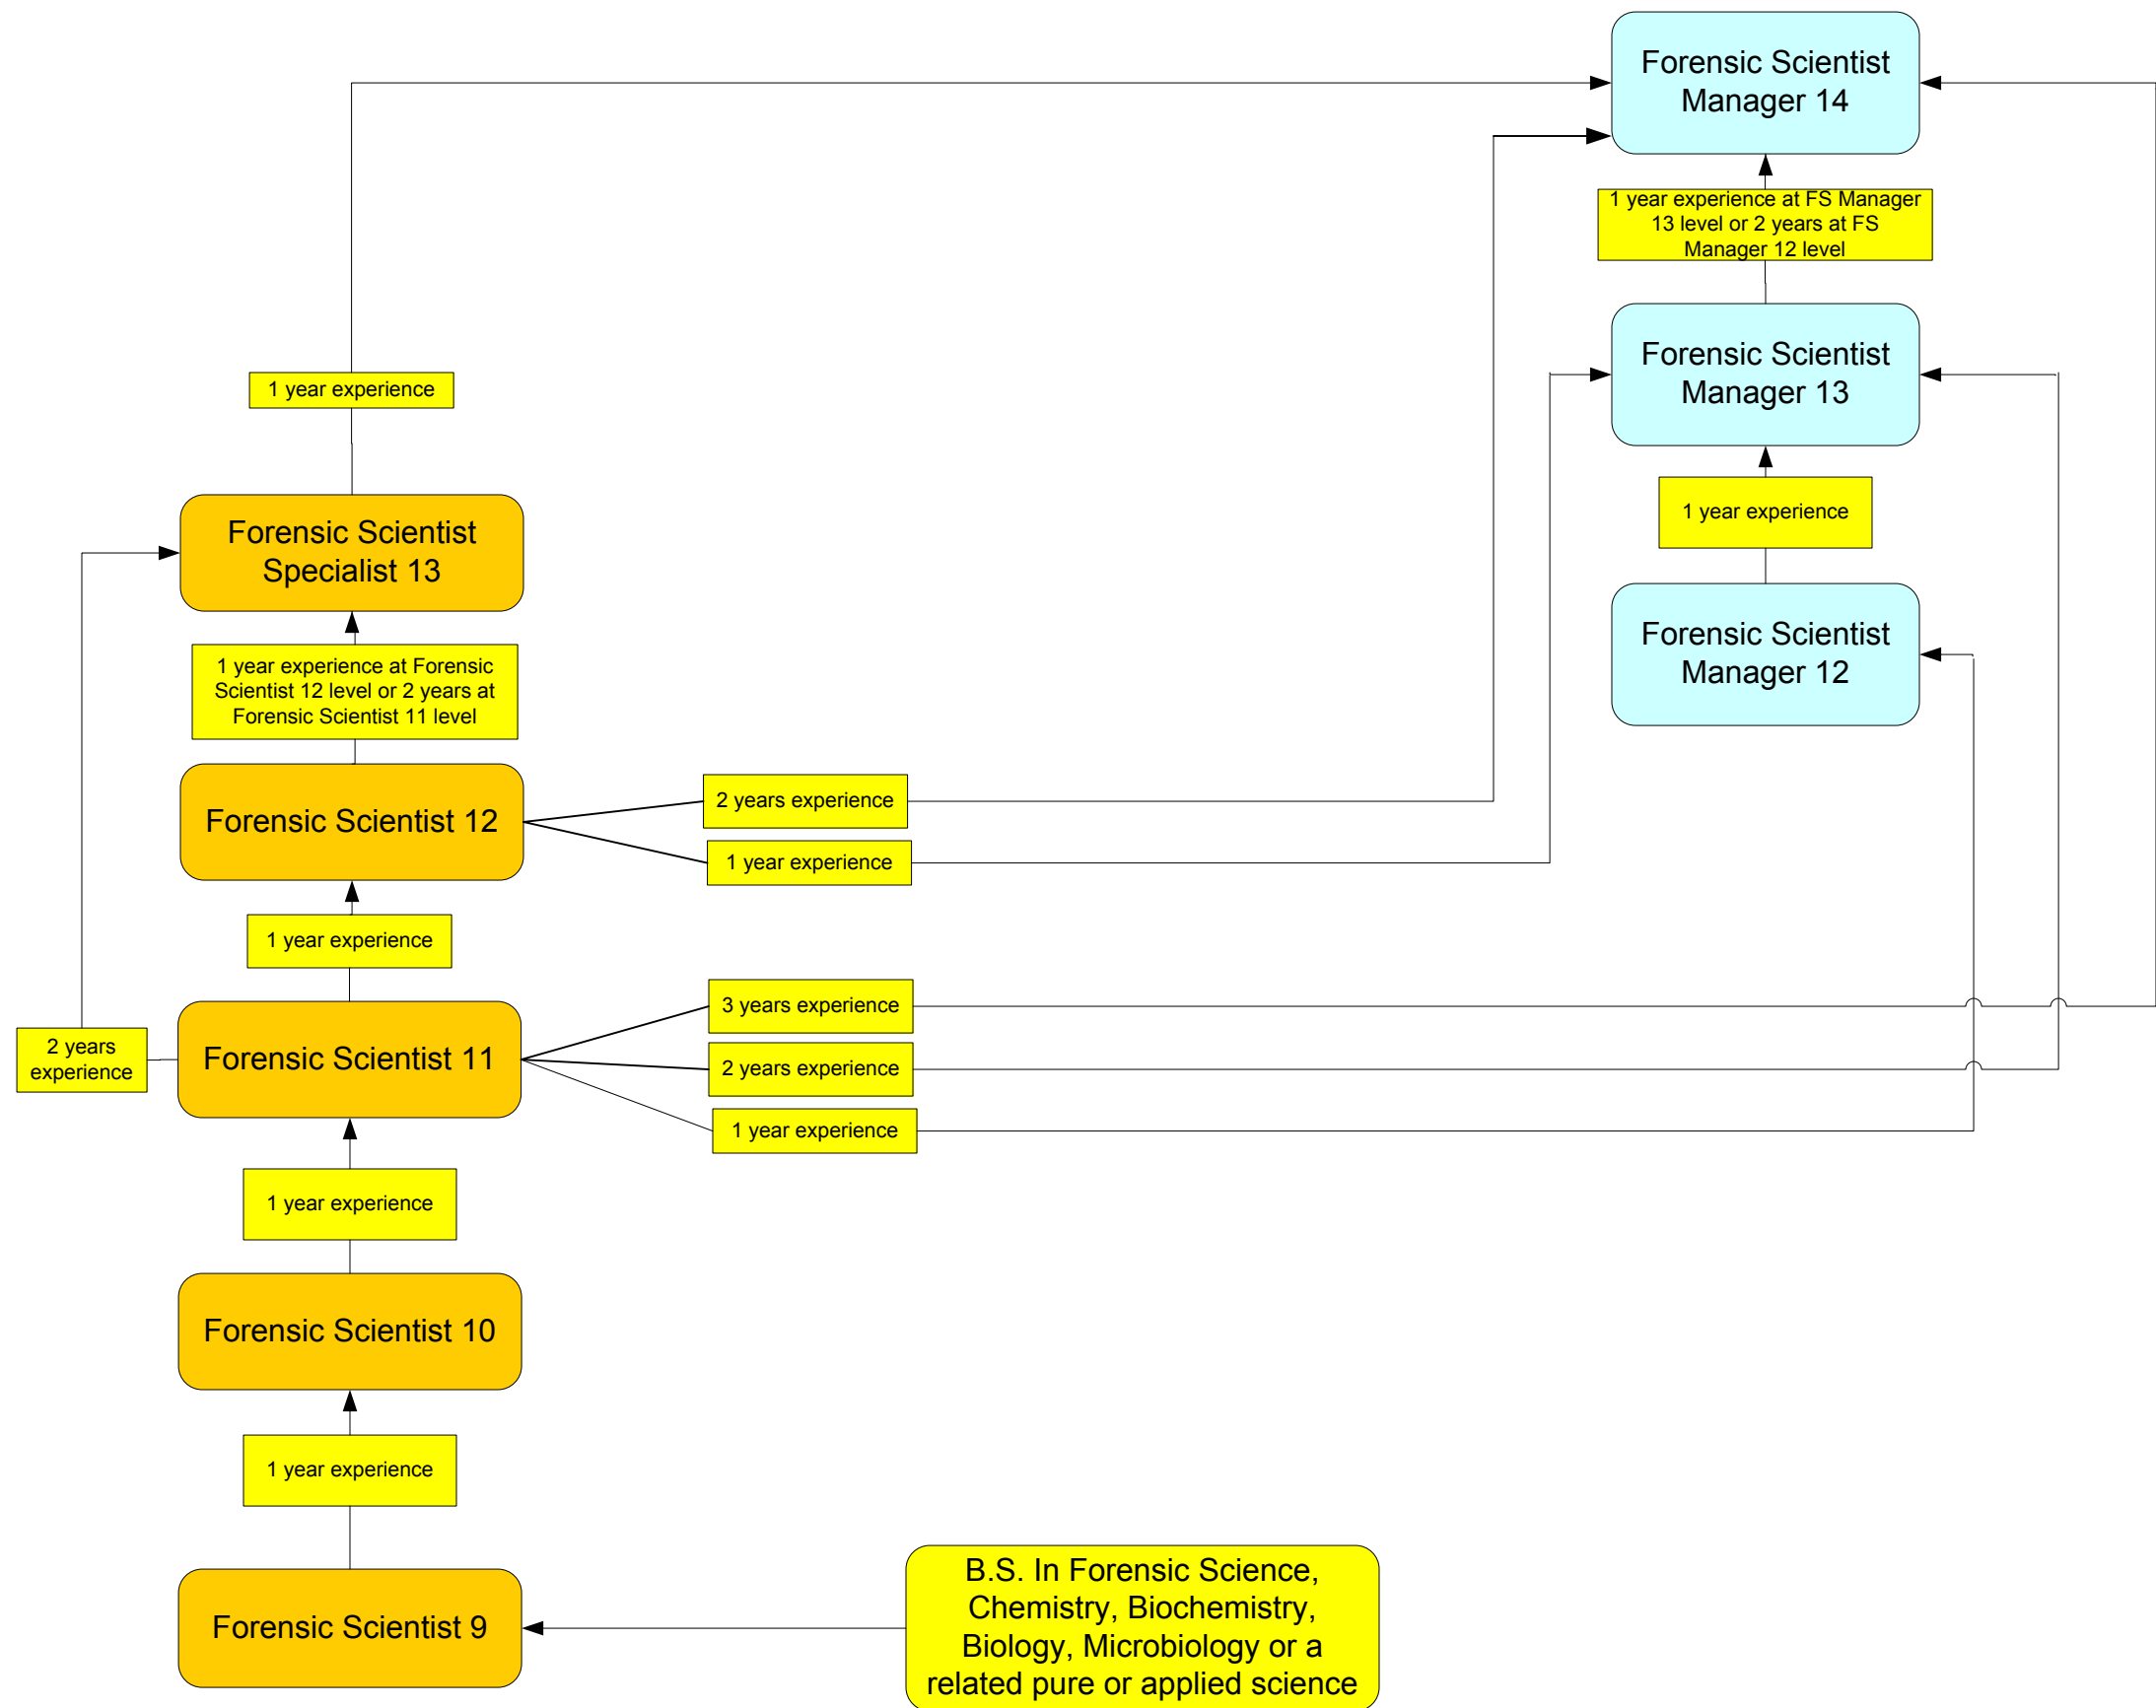 Forensic Scientist
Manager 14
1 year experience at FS Manager
13 level or 2 years at FS
Manager 12 level
1 year experience
Forensic Scientist
Manager 13
1 year experience
Forensic Scientist
Specialist 13
Forensic Scientist
Manager 12
1 year experience at Forensic
Scientist 12 level or 2 years at
Forensic Scientist 11 level
Forensic Scientist 12
2 years experience
1 year experience
1 year experience
3 years experience
2 years
experience
Forensic Scientist 11
2 years experience
1 year experience
1 year experience
Forensic Scientist 10
1 year experience
Forensic Scientist 9
B.S. In Forensic Science,
Chemistry, Biochemistry,
Biology, Microbiology or a
related pure or applied science